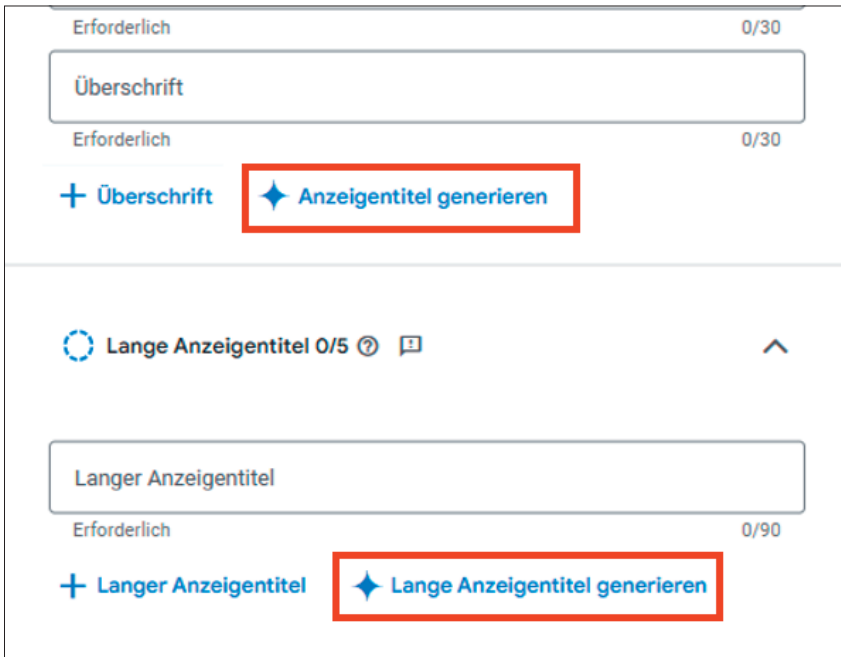 Erforderlich 0/30
Überschrift
Erforderlich 0/30
+ Überschrift Anzeigentitel generieren
Lange Anzeigentitel 0/5
Langer Anzeigentitel
Erforderlich 0/90
+ Langer Anzeigentitel Lange Anzeigentitel generieren